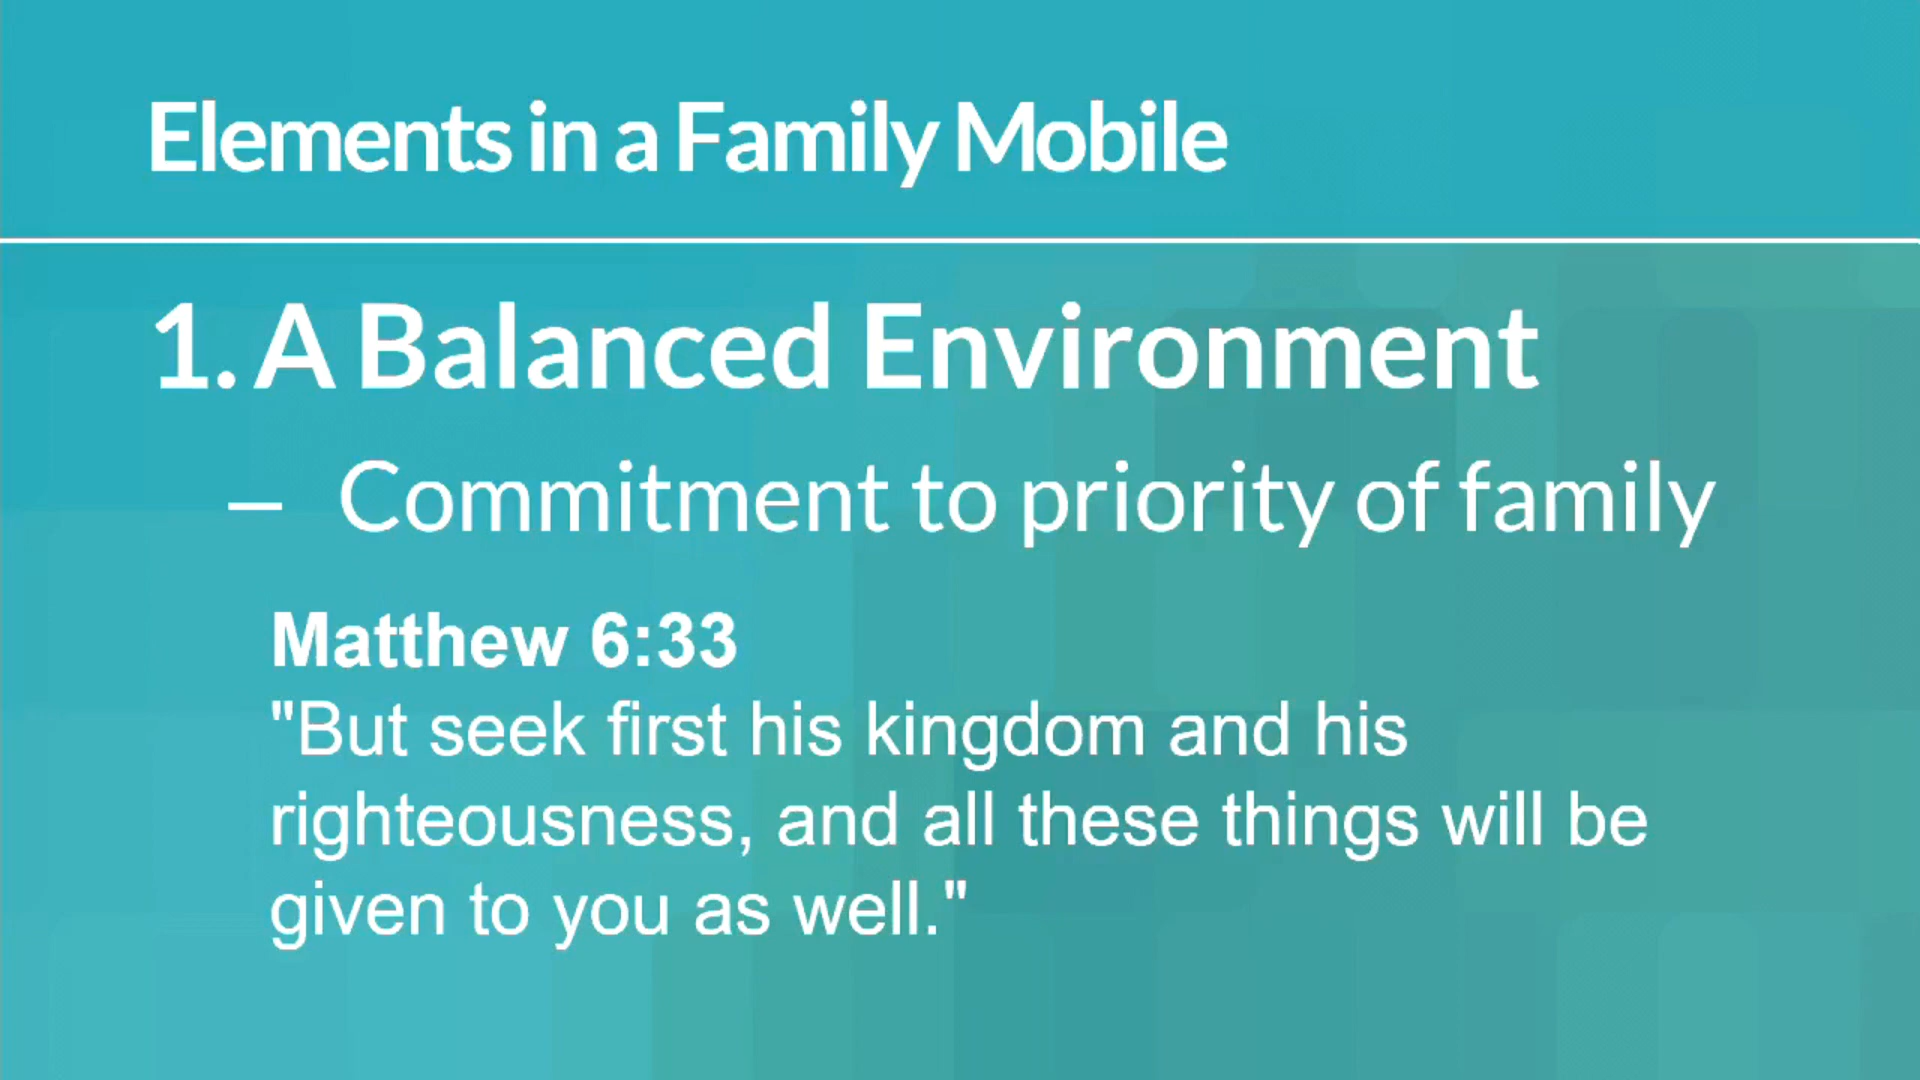 Elements in a Family Mobile
1. A Balanced Environment
– Commitment to priority of family
Matthew 6:33
"But seek first his kingdom and his
righteousness, and all these things will be
given to you as well."